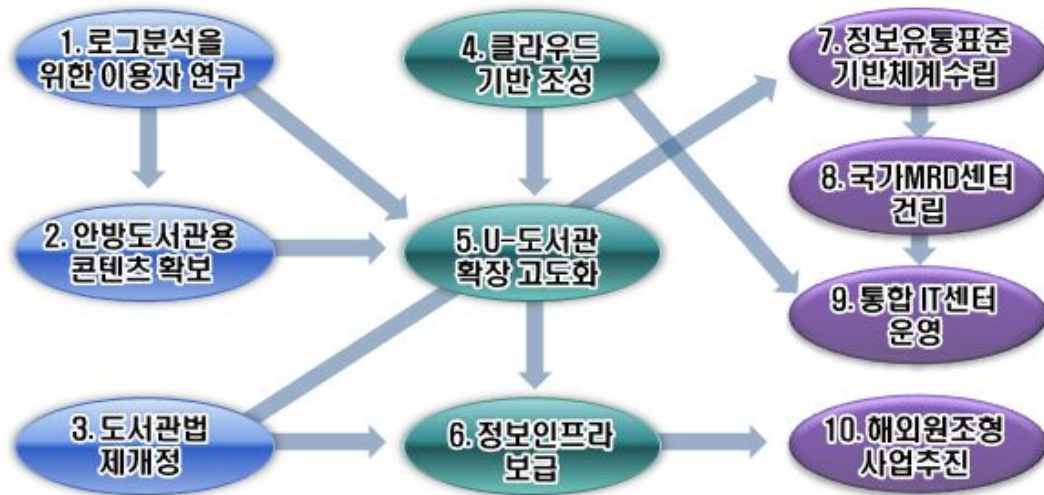 1. 로그분석을
위한 이용자 연구
2. 안방도서관용
콘텐츠 확보
3. 도서관법
제개정
4. 클라우드
기반 조성
5. U-도서관
확장 고도화
6. 정보인프라
보급
7. 정보유통표준
기반체계수립
8. 국가MRD센터
건립
9. 통합 IT센터
운영
10. 해외원조형
사업추진